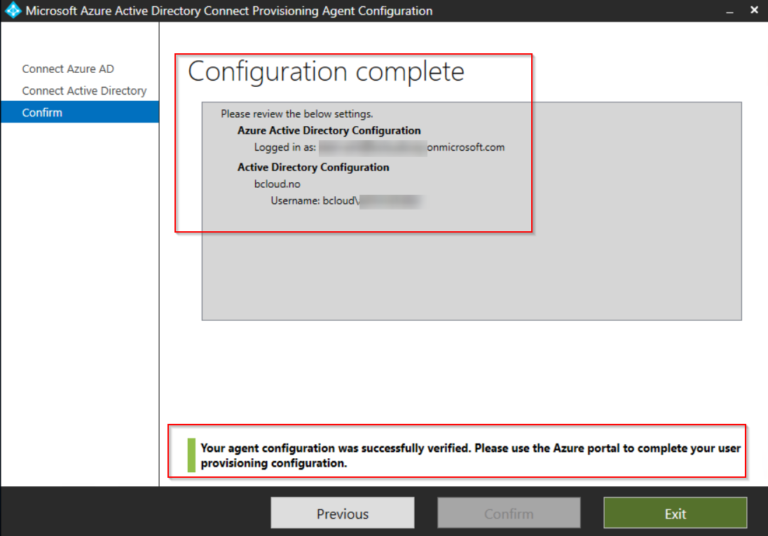 Microsoft Azure Active Directory Connect Provisioning Agent Configuration
Connect Azure AD
Connect Active Directory
Confirm
Configuration complete
Please review the below settings.
Azure Active Directory Configuration
Logged in as: onmicrosoft.com
Active Directory Configuration
bcloud.no
Username: bcloud\
Your agent configuration was successfully verified. Please use the Azure portal to complete your user
provisioning configuration.
Previous
Confirm
Exit